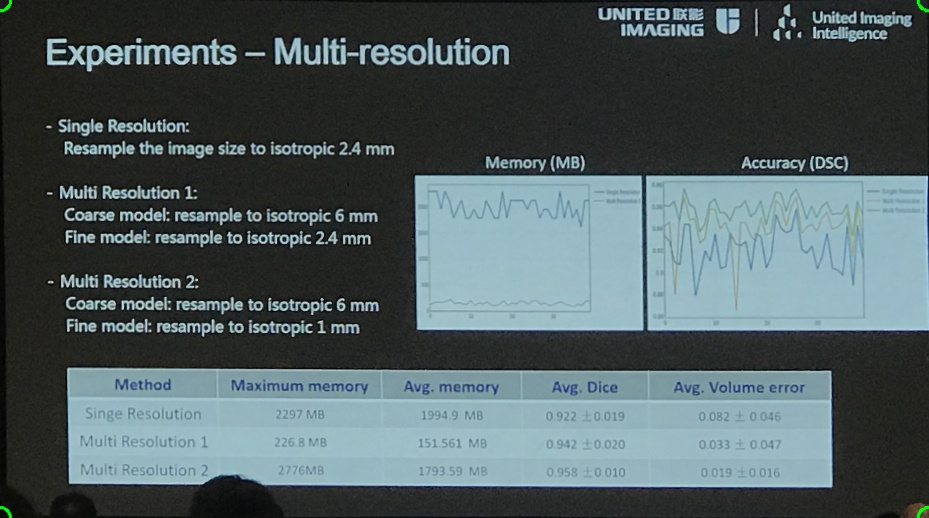 UNITED 联影
IMAGING
United Imaging
Intelligence
Experiments – Multi-resolution
- Single Resolution:
Resample the image size to isotropic 2.4 mm
- Multi Resolution 1:
Coarse model: resample to isotropic 6 mm
Fine model: resample to isotropic 2.4 mm
- Multi Resolution 2:
Coarse model: resample to isotropic 6 mm
Fine model: resample to isotropic 1 mm
Memory (MB)
Accuracy (DSC)
Method Maximum memory Avg. memory Avg. Dice Avg. Volume error
Singe Resolution 2297 MB 1994.9 MB 0.922 ±0.019 0.082 ± 0.046
Multi Resolution 1 226.8 MB 151.561 MB 0.942 ±0.020 0.033 ± 0.047
Multi Resolution 2 2776MB 1793.59 MB 0.958 ±0.010 0.019 ±0.016